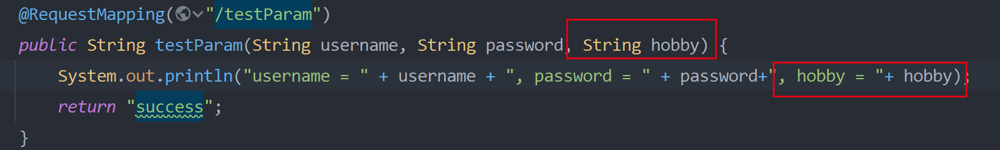 @RequestMapping("/testParam")
public String testParam(String username, String password, String hobby) {
System.out.println("username = " + username + ", password = " + password+", hobby = "+ hobby);
return "success";
}